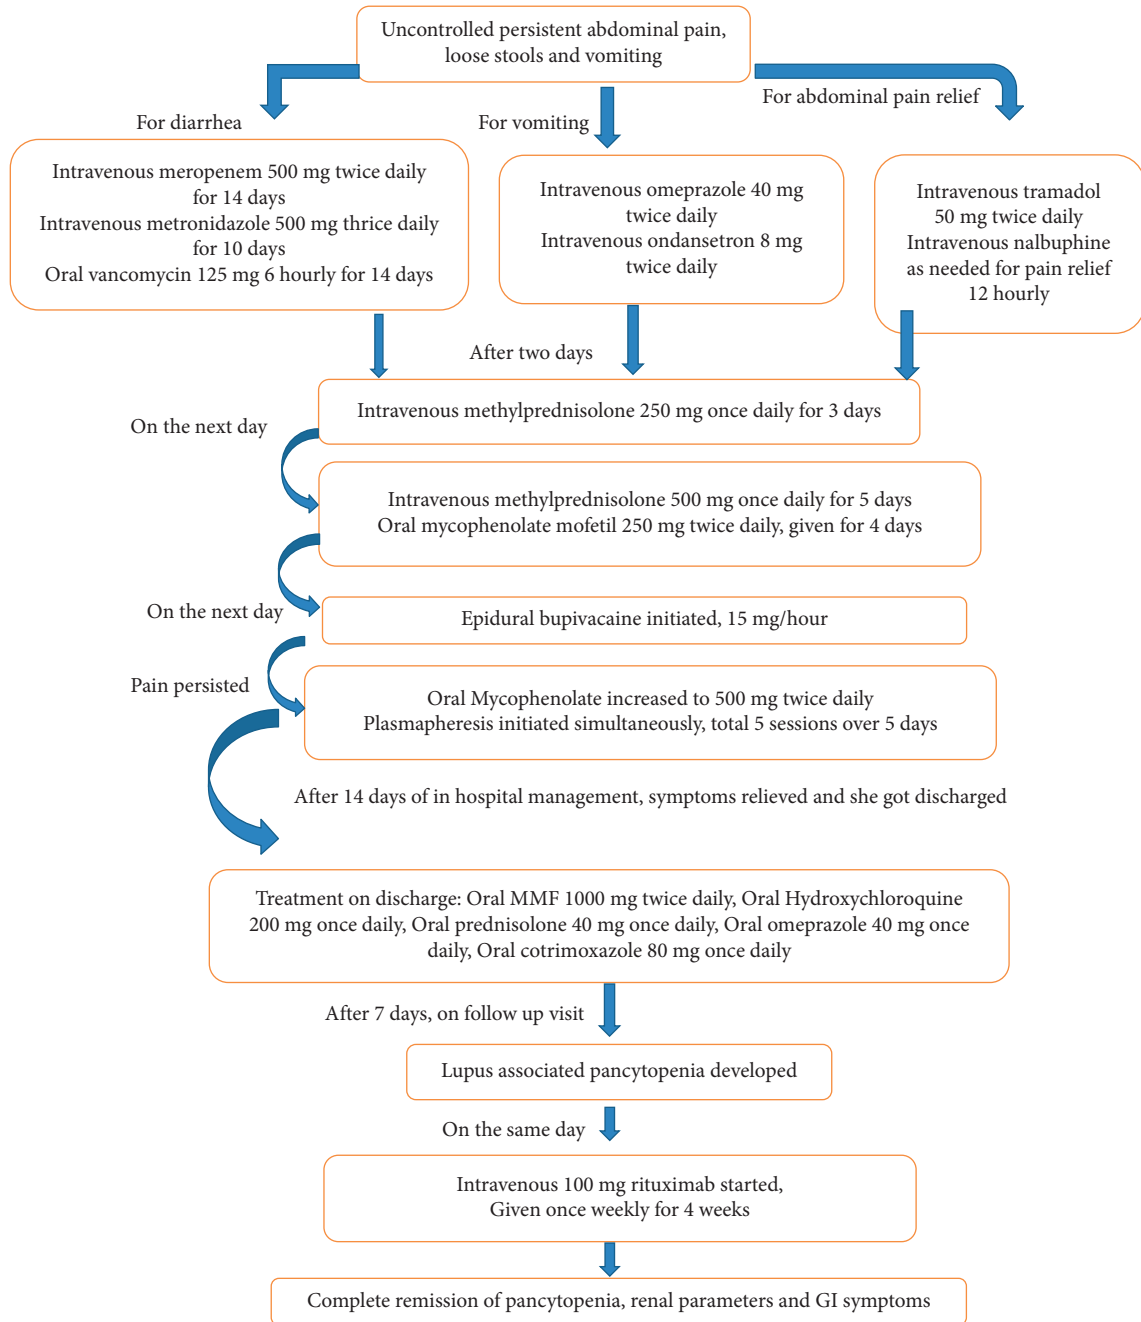 Uncontrolled persistent abdominal pain,
loose stools and vomiting
For diarrhea
For vomiting
For abdominal pain relief
Intravenous meropenem 500 mg twice daily
for 14 days
Intravenous metronidazole 500 mg thrice daily
for 10 days
Oral vancomycin 125 mg 6 hourly for 14 days
Intravenous omeprazole 40 mg
twice daily
Intravenous ondansetron 8 mg
twice daily
Intravenous tramadol
50 mg twice daily
Intravenous nalbuphine
as needed for pain relief
12 hourly
After two days
Intravenous methylprednisolone 250 mg once daily for 3 days
On the next day
Intravenous methylprednisolone 500 mg once daily for 5 days
Oral mycophenolate mofetil 250 mg twice daily, given for 4 days
On the next day
Epidural bupivacaine initiated, 15 mg/hour
Pain persisted
Oral Mycophenolate increased to 500 mg twice daily
Plasmapheresis initiated simultaneously, total 5 sessions over 5 days
After 14 days of in hospital management, symptoms relieved and she got discharged
Treatment on discharge: Oral MMF 1000 mg twice daily, Oral Hydroxychloroquine
200 mg once daily, Oral prednisolone 40 mg once daily, Oral omeprazole 40 mg once
daily, Oral cotrimoxazole 80 mg once daily
After 7 days, on follow up visit
Lupus associated pancytopenia developed
On the same day
Intravenous 100 mg rituximab started,
Given once weekly for 4 weeks
Complete remission of pancytopenia, renal parameters and GI symptoms